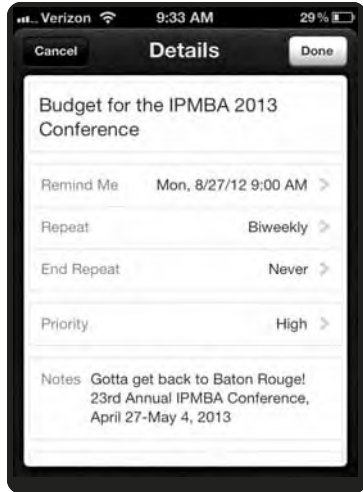 Verizon 9:33 AM 29%
Cancel Details Done
Budget for the IPMBA 2013
Conference
Remind Me Mon, 8/27/12 9:00 AM >
Repeat Biweekly >
End Repeat Never >
Priority High >
Notes Gotta get back to Baton Rouge!
23rd Annual IPMBA Conference,
April 27-May 4, 2013